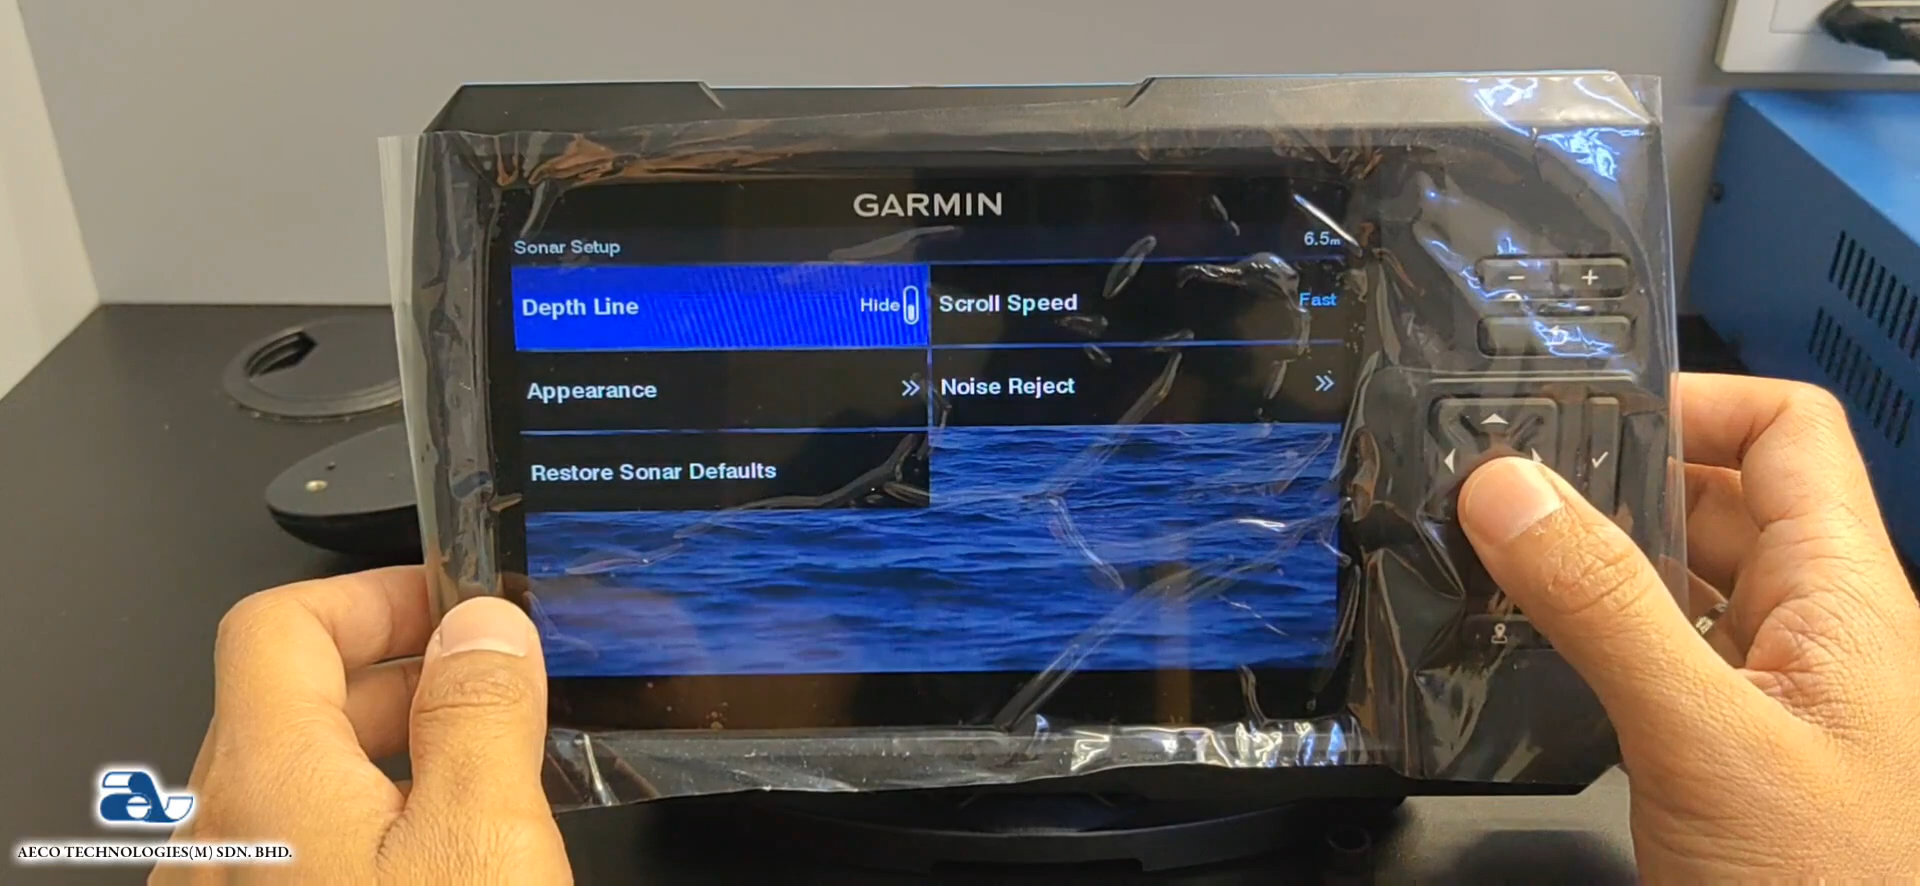 GARMIN
Sonar Setup
6.5m
Depth Line
Hide
Scroll Speed
Fast
Appearance
Noise Reject
Restore Sonar Defaults
AECO TECHNOLOGIES(M) SDN. BHD.